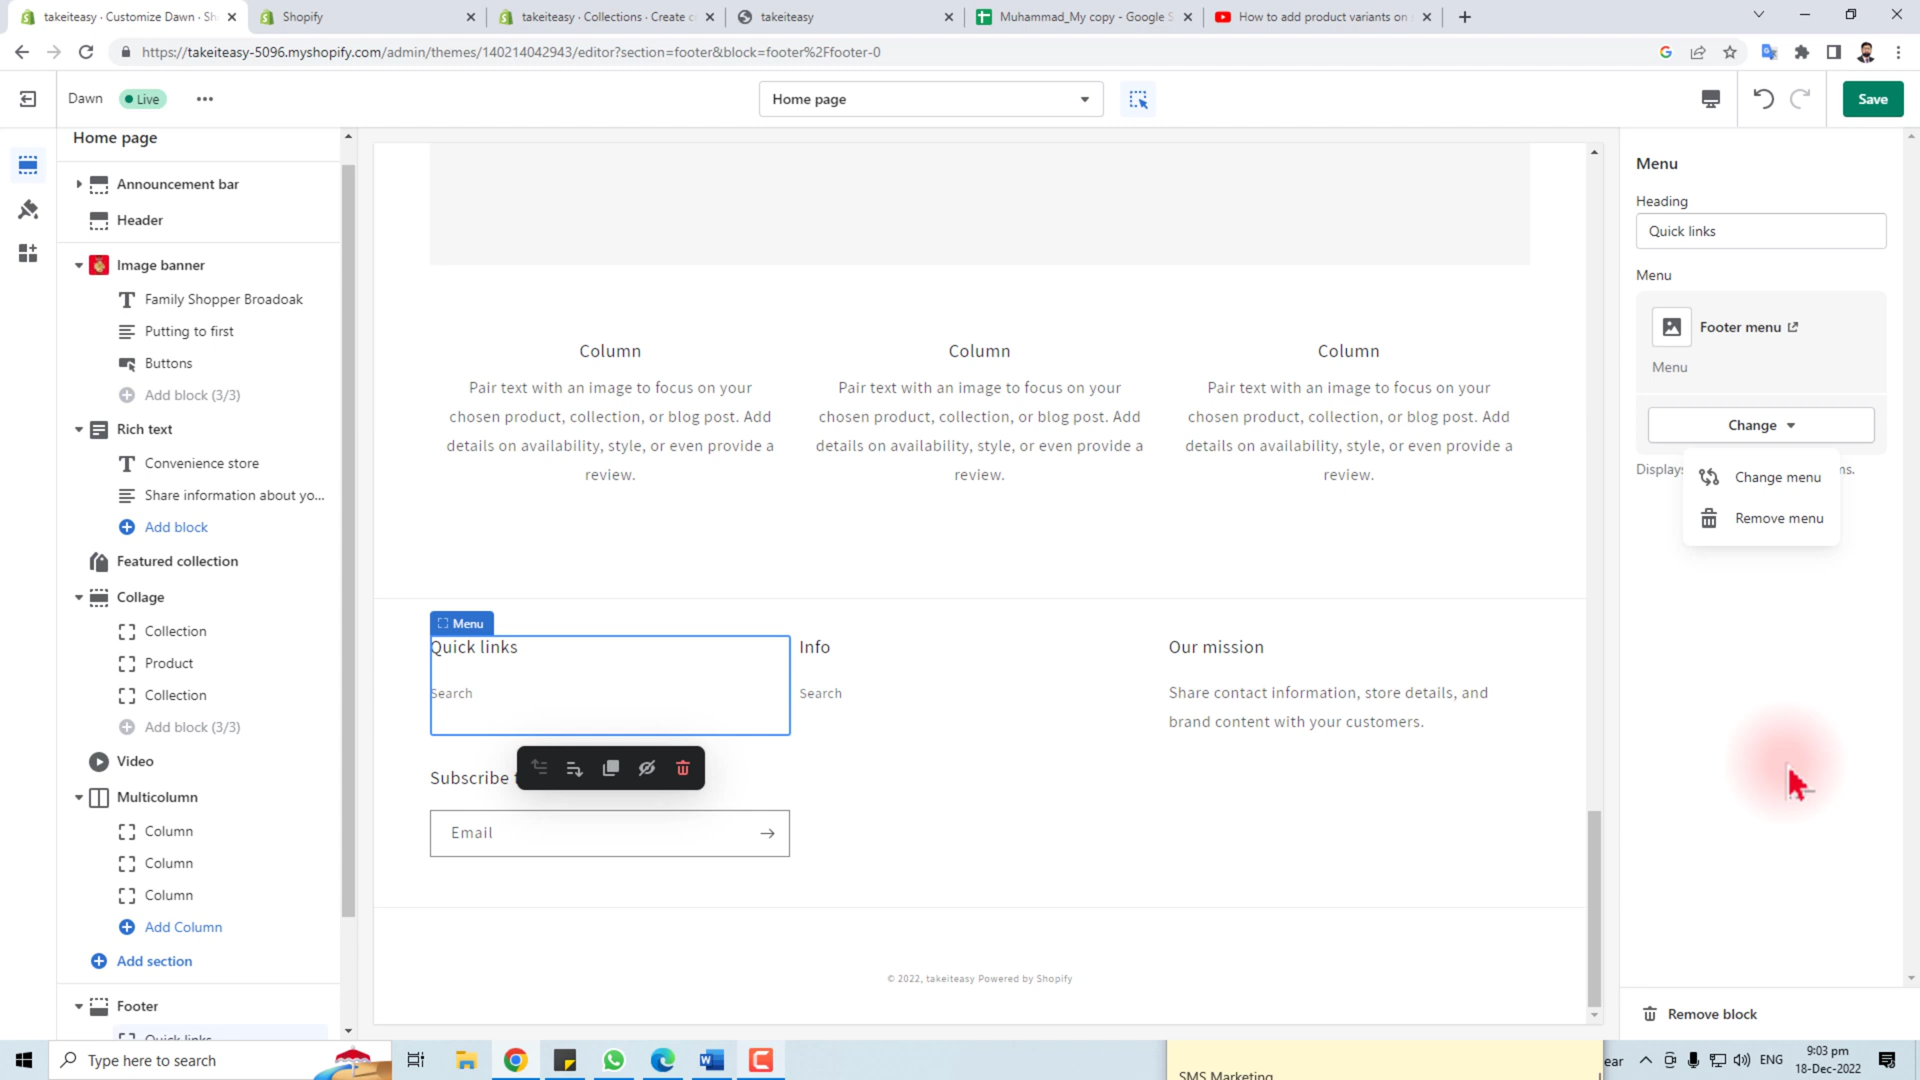 takeiteasy · Customize Dawn · Sh
Shopify
takeiteasy · Collections · Create c
takeiteasy
Muhammad_My copy - Google S
How to add product variants on
https://takeiteasy-5096.myshopify.com/admin/themes/140214042943/editor?section=footer&block=footer%2Ffooter-0
Dawn
Live
Home page
Save
Home page
Announcement bar
Header
Image banner
Family Shopper Broadoak
Putting to first
Buttons
Add block (3/3)
Rich text
Convenience store
Share information about yo...
Add block
Featured collection
Collage
Collection
Product
Collection
Add block (3/3)
Video
Multicolumn
Column
Column
Column
Add Column
Add section
Footer
Quick links
Column
Pair text with an image to focus on your
chosen product, collection, or blog post. Add
details on availability, style, or even provide a
review.
Column
Pair text with an image to focus on your
chosen product, collection, or blog post. Add
details on availability, style, or even provide a
review.
Column
Pair text with an image to focus on your
chosen product, collection, or blog post. Add
details on availability, style, or even provide a
review.
Menu
Quick links
Search
Info
Search
Our mission
Share contact information, store details, and
brand content with your customers.
Subscribe
Email
© 2022, takeiteasy Powered by Shopify
Menu
Heading
Quick links
Menu
Footer menu
Menu
Change
Displays
ms.
Change menu
Remove menu
Remove block
Type here to search
SMS Marketing
ear
ENG
9:03 pm
18-Dec-2022